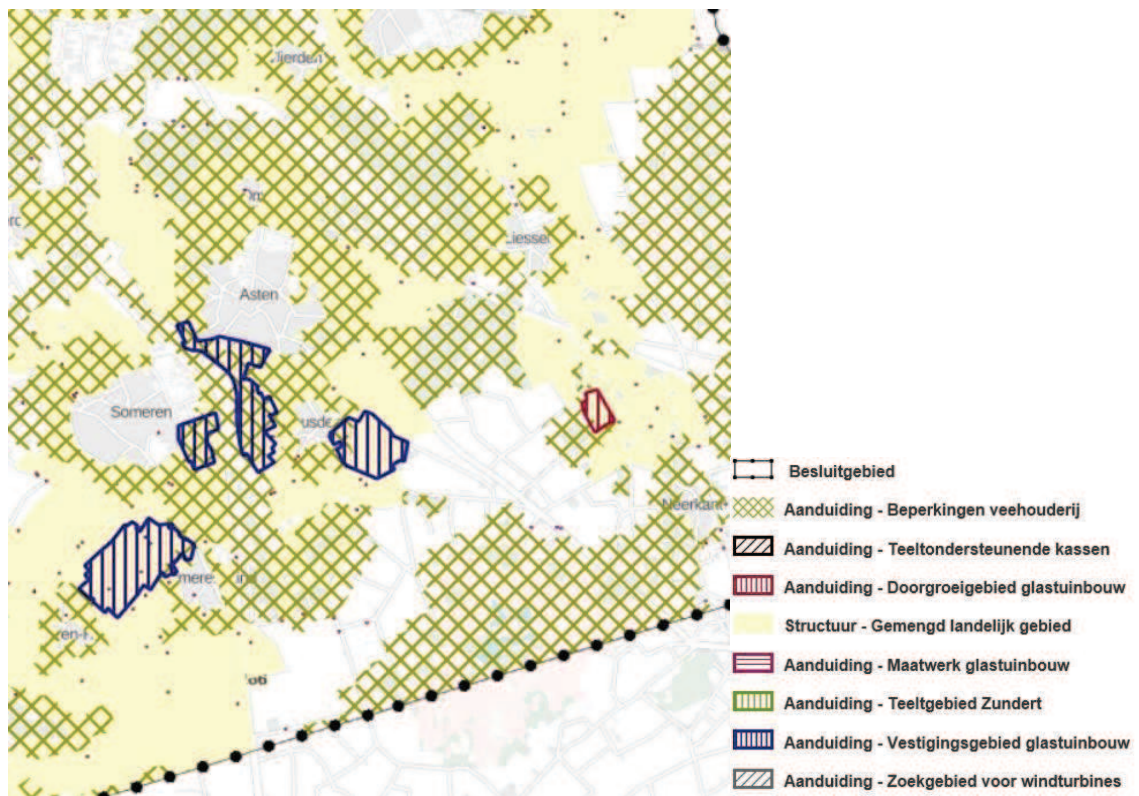 Asten
Someren
Besluitgebied
Aanduiding - Beperkingen veehouderij
Aanduiding - Teeltondersteunende kassen
Aanduiding - Doorgroeigebied glastuinbouw
Structuur - Gemengd landelijk gebied
Aanduiding - Maatwerk glastuinbouw
Aanduiding - Teeltgebied Zundert
Aanduiding - Vestigingsgebied glastuinbouw
Aanduiding - Zoekgebied voor windturbines